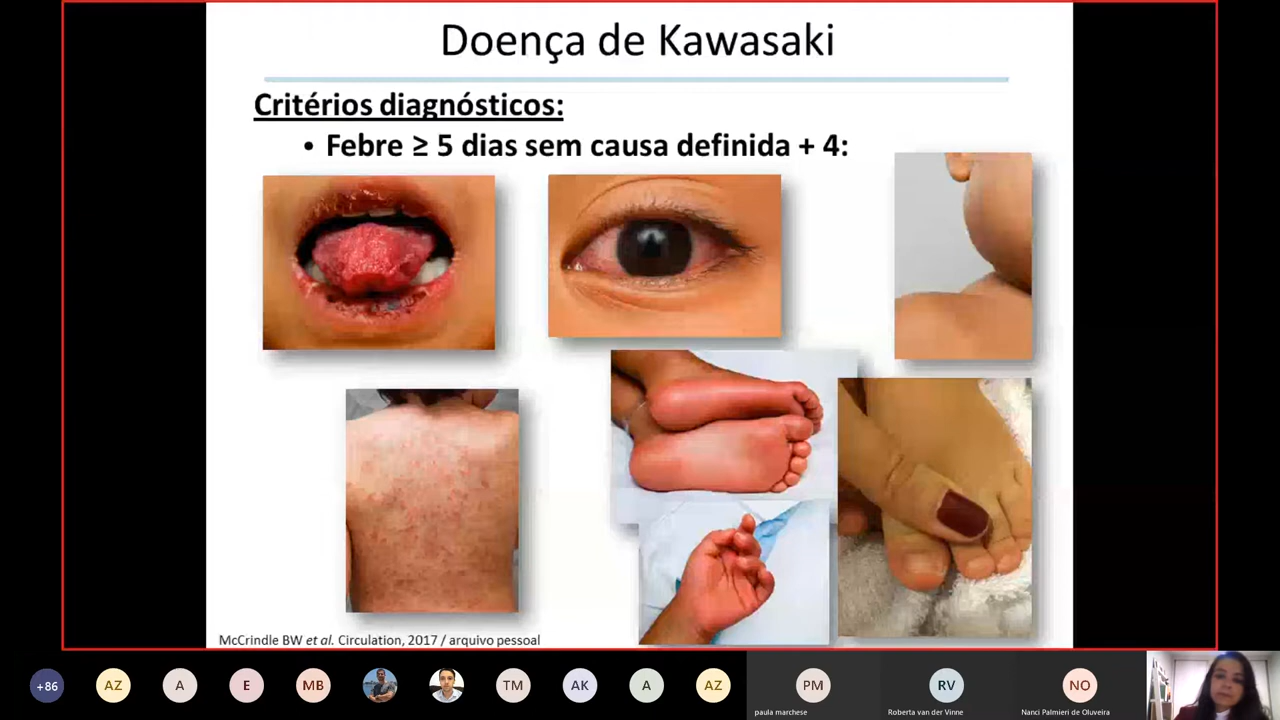 Doença de Kawasaki
Critérios diagnósticos:
• Febre ≥ 5 dias sem causa definida + 4:
McCrindle BW et al. Circulation, 2017 / arquivo pessoal
+86
AZ
A
E
MB
TM
AK
A
AZ
PM
RV
NO
paula marchese
Roberta van der Vinne
Nanci Palmieri de Oluveira